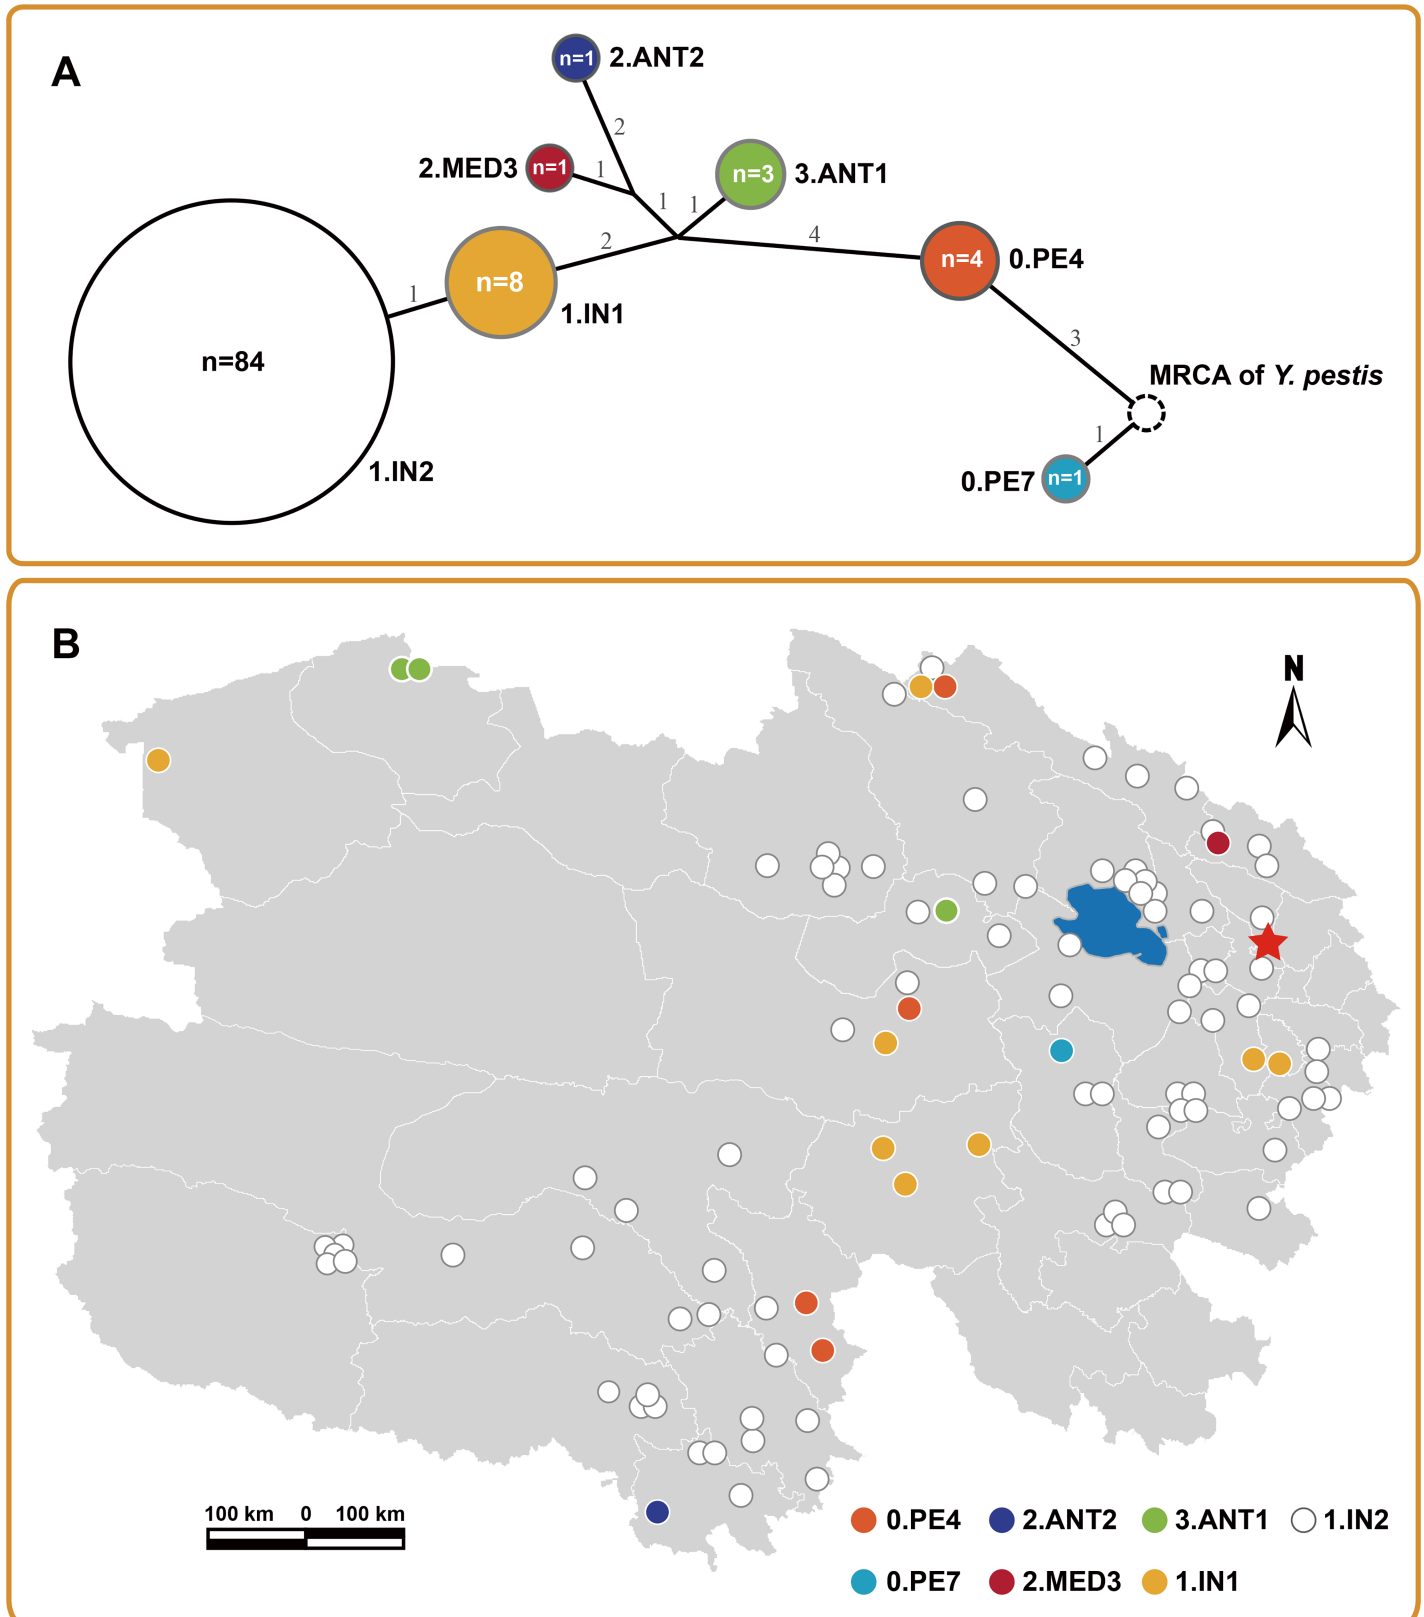 A
n=1 2.ANT2
2
2.MED3 n=1 1
1 1 n=3 3.ANT1
2 4 n=4 0.PE4
n=8
1 1.IN1
3
n=84
MRCA of Y. pestis
1
1.IN2
0.PE7 n=1
B
N
100 km 0 100 km
0.PE4 2.ANT2 3.ANT1 1.IN2
0.PE7 2.MED3 1.IN1